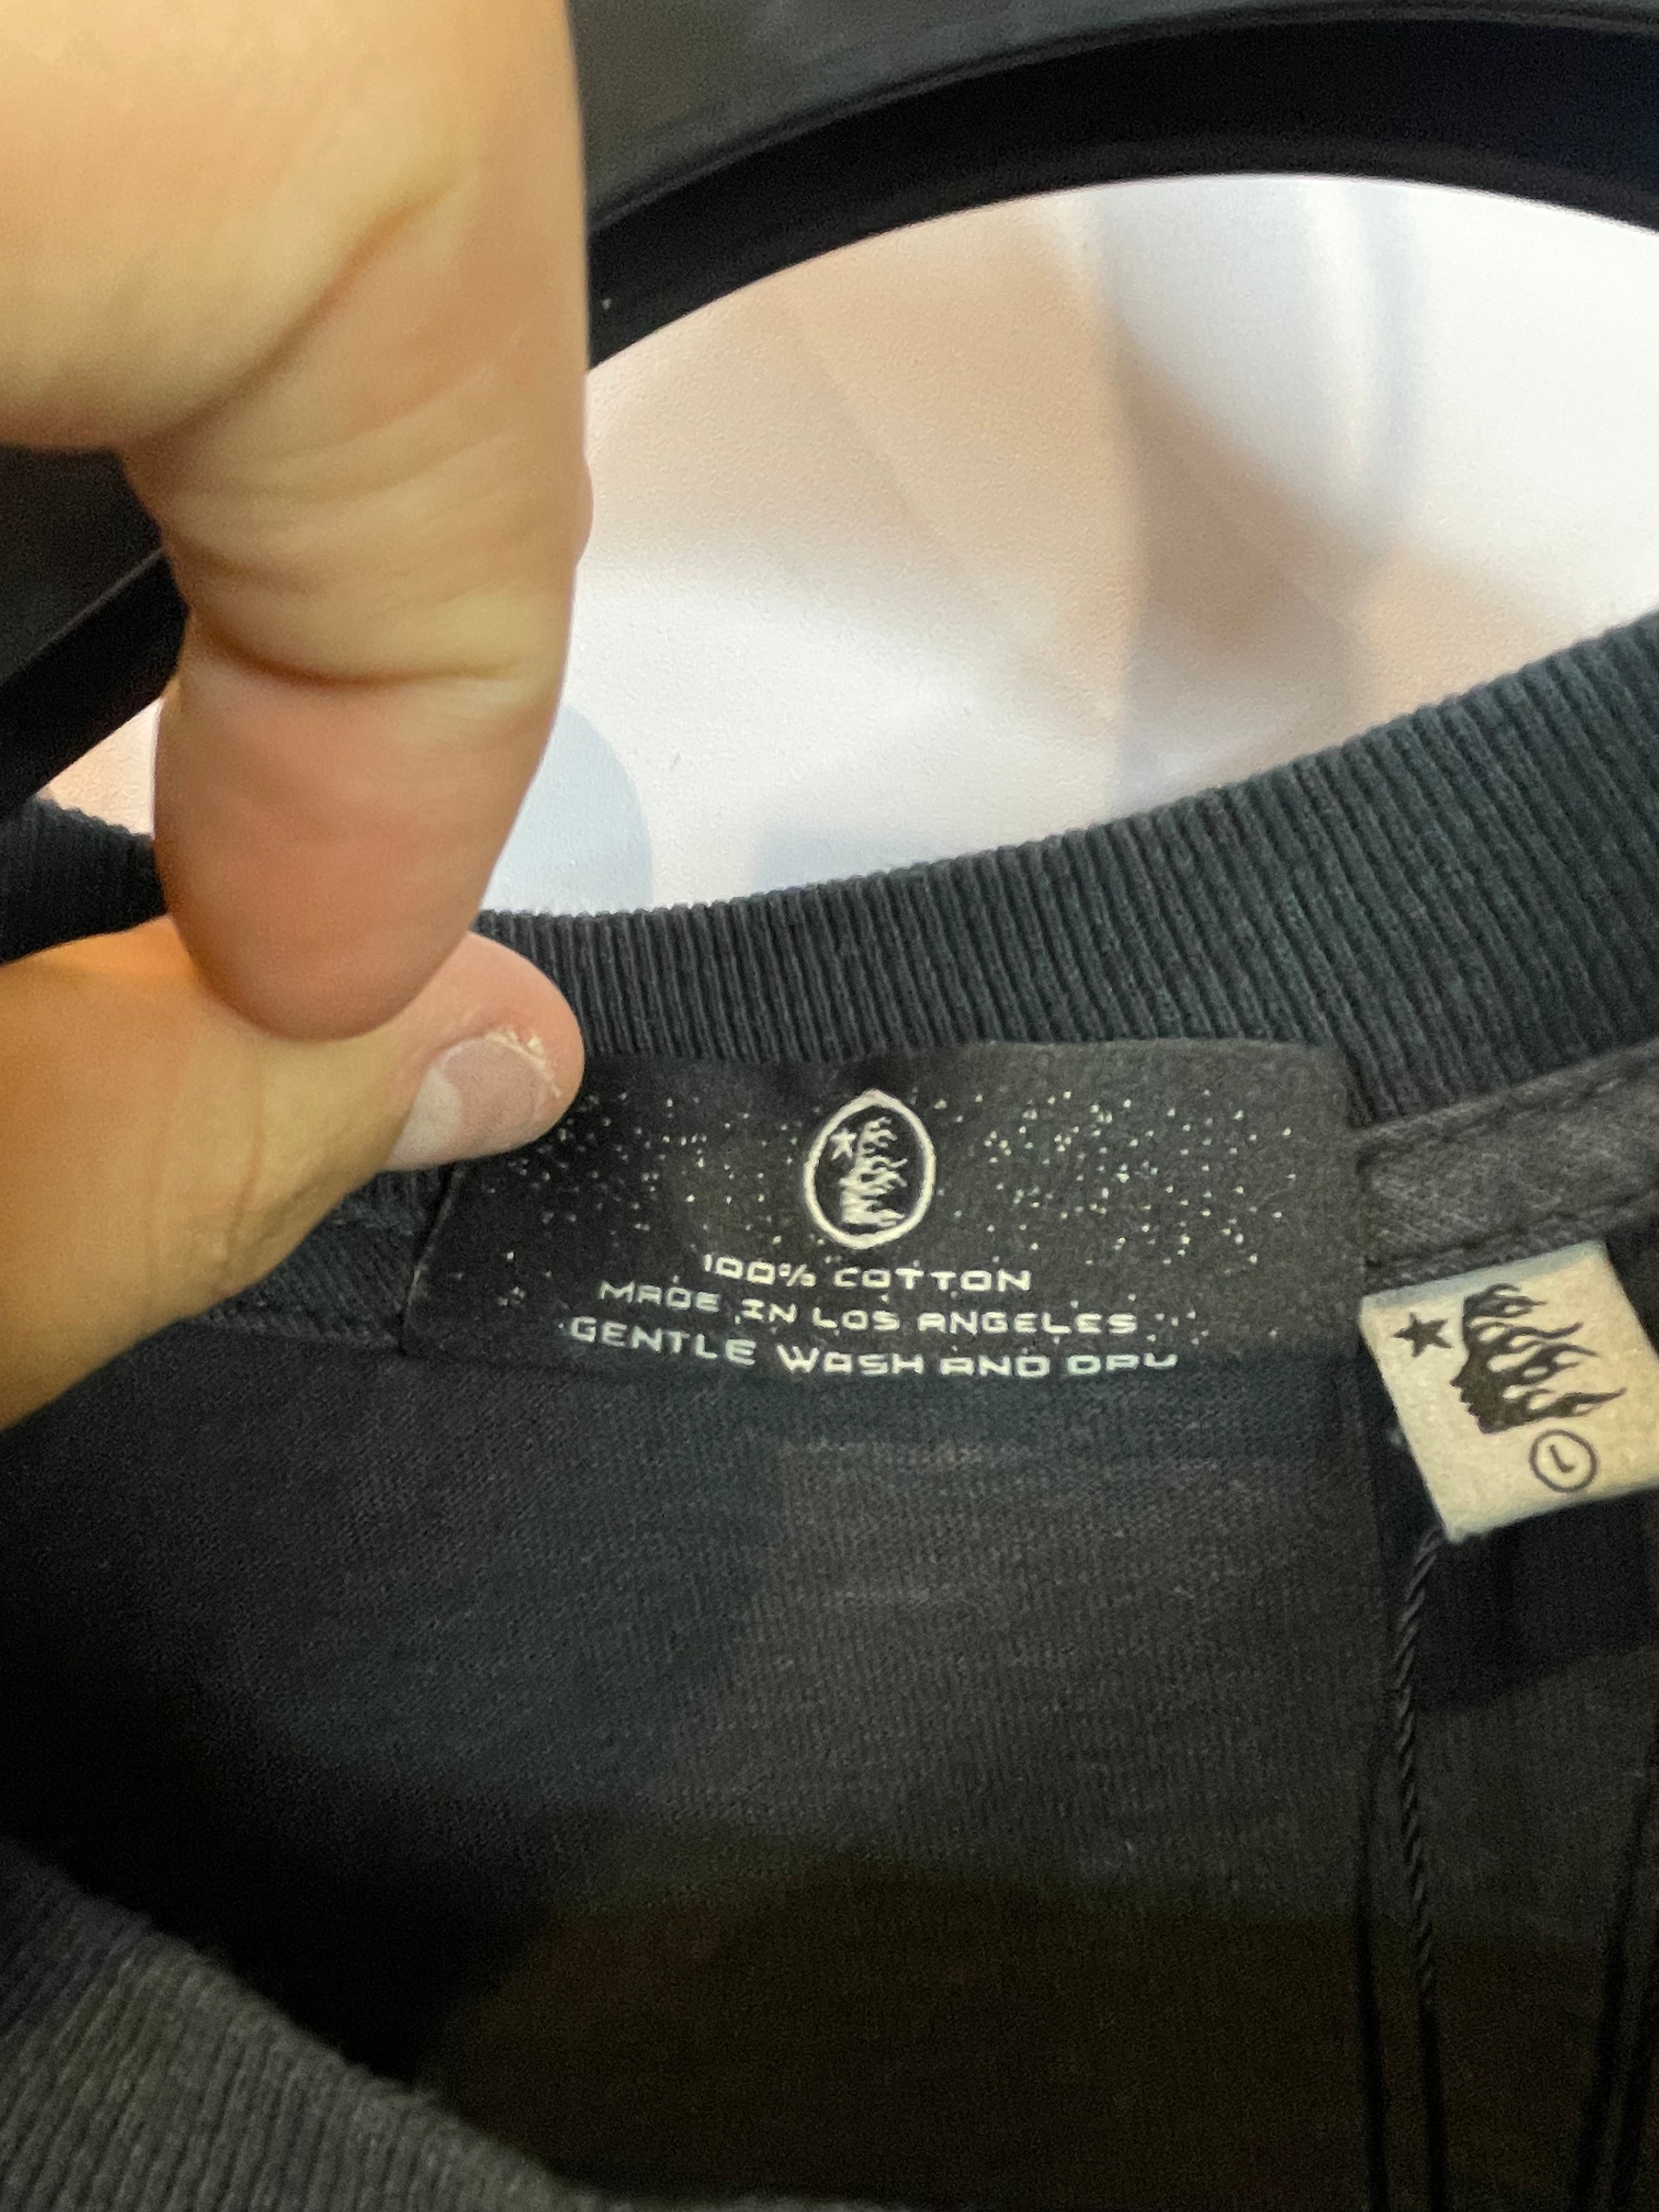 100% COTTON
MADE IN LOS ANGELES
GENTLE WASH AND DRY
L